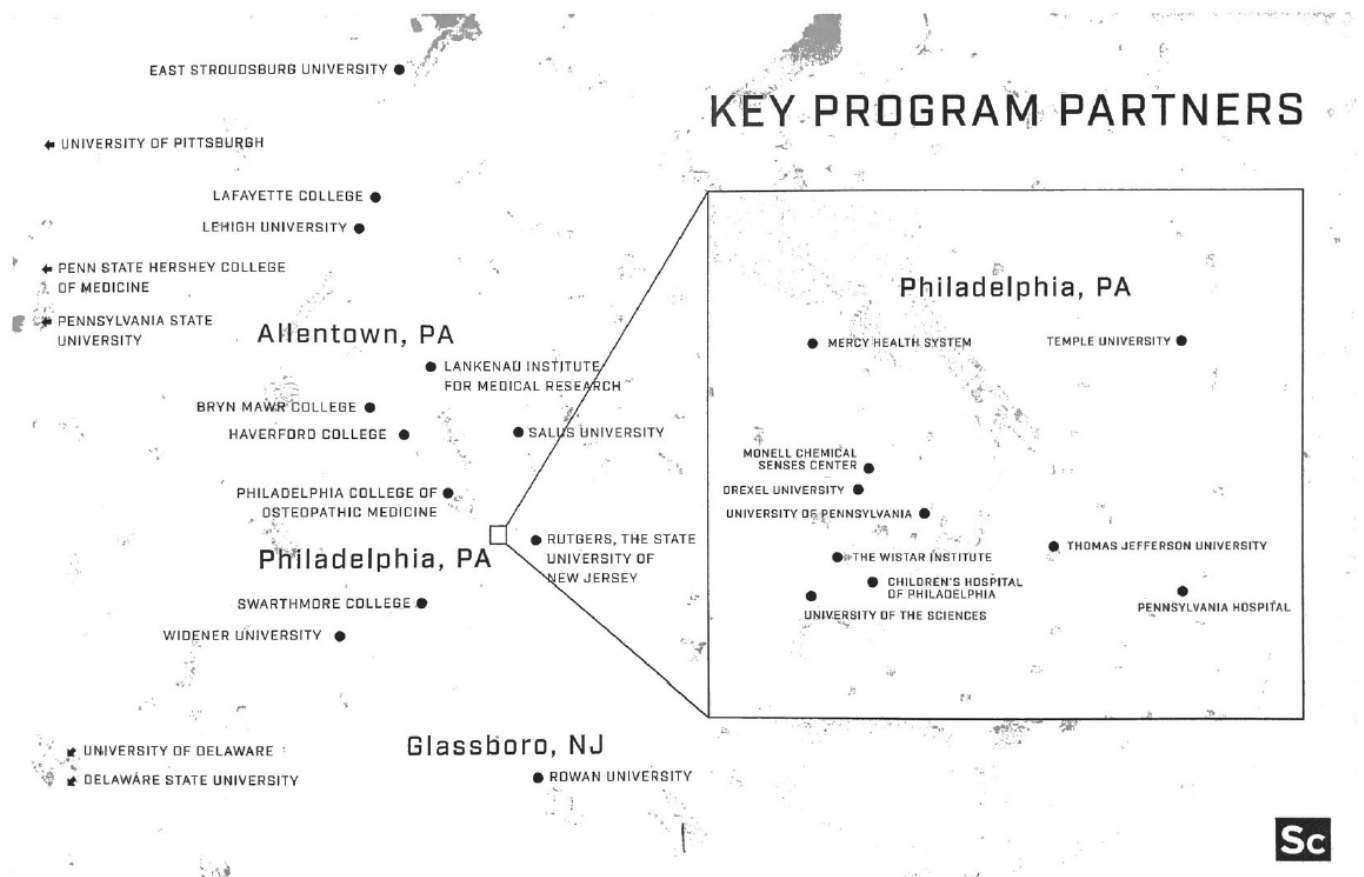 KEY PROGRAM PARTNERS
EAST STROUDSBURG UNIVERSITY
UNIVERSITY OF PITTSBURGH
LAFAYETTE COLLEGE
LEHIGH UNIVERSITY
PENN STATE HERSHEY COLLEGE
OF MEDICINE
PENNSYLVANIA STATE
UNIVERSITY
Allentown, PA
LANKENAU INSTITUTE
FOR MEDICAL RESEARCH
BRYN MAWR COLLEGE
HAVERFORD COLLEGE
SALUS UNIVERSITY
PHILADELPHIA COLLEGE OF
OSTEOPATHIC MEDICINE
RUTGERS, THE STATE
UNIVERSITY OF
NEW JERSEY
Philadelphia, PA
SWARTHMORE COLLEGE
WIDENER UNIVERSITY
UNIVERSITY OF DELAWARE
DELAWARE STATE UNIVERSITY
Glassboro, NJ
ROWAN UNIVERSITY
Philadelphia, PA
MERCY HEALTH SYSTEM
TEMPLE UNIVERSITY
MONELL CHEMICAL
SENSES CENTER
DREXEL UNIVERSITY
UNIVERSITY OF PENNSYLVANIA
THE WISTAR INSTITUTE
THOMAS JEFFERSON UNIVERSITY
CHILDREN'S HOSPITAL
OF PHILADELPHIA
UNIVERSITY OF THE SCIENCES
PENNSYLVANIA HOSPITAL
Sc